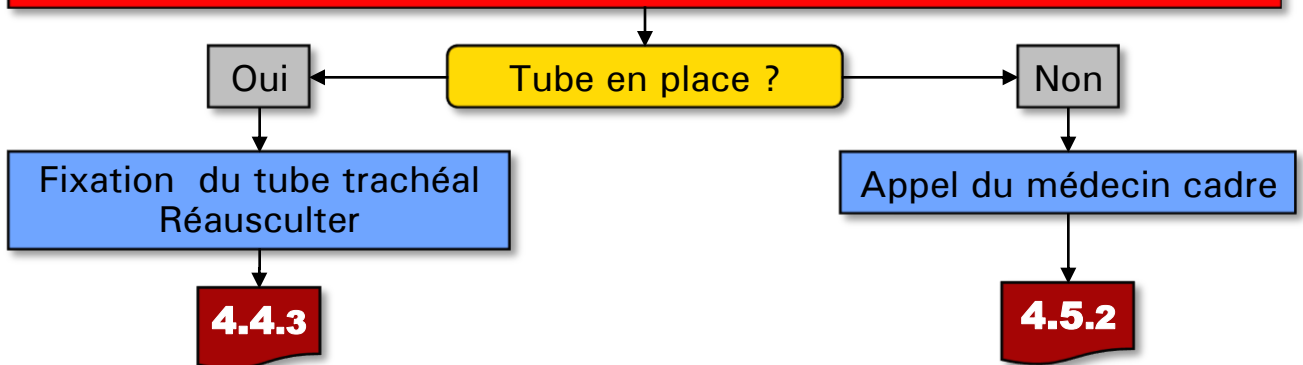 Oui
Tube en place ?
Non
Fixation du tube trachéal
Réausculter
Appel du médecin cadre
4.4.3
4.5.2